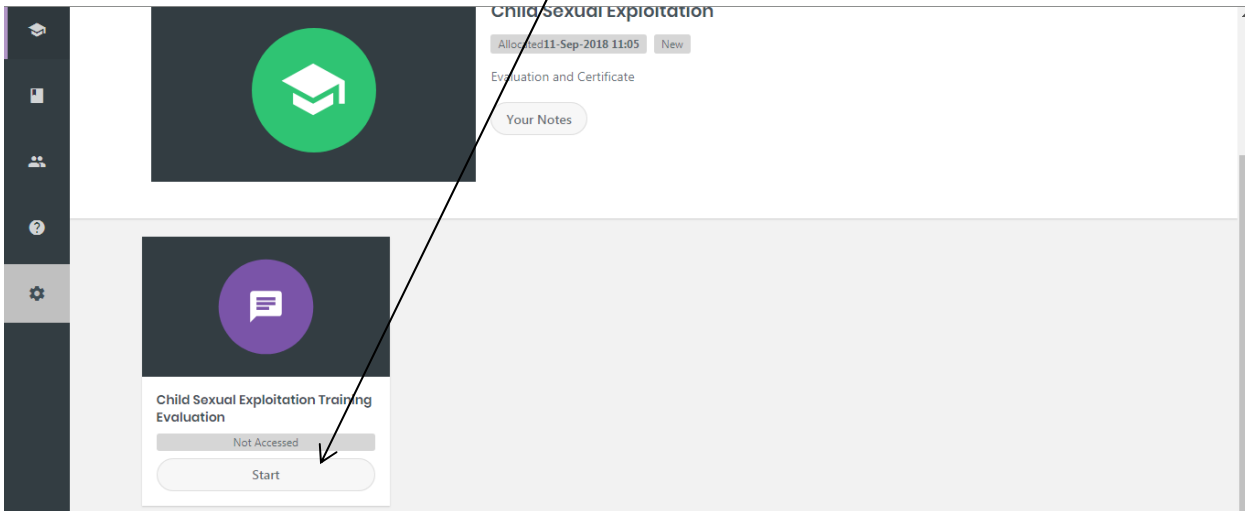 Child Sexual Exploitation
Allocated11-Sep-2018 11:05 New
Evaluation and Certificate
Your Notes
Child Sexual Exploitation Training
Evaluation
Not Accessed
Start